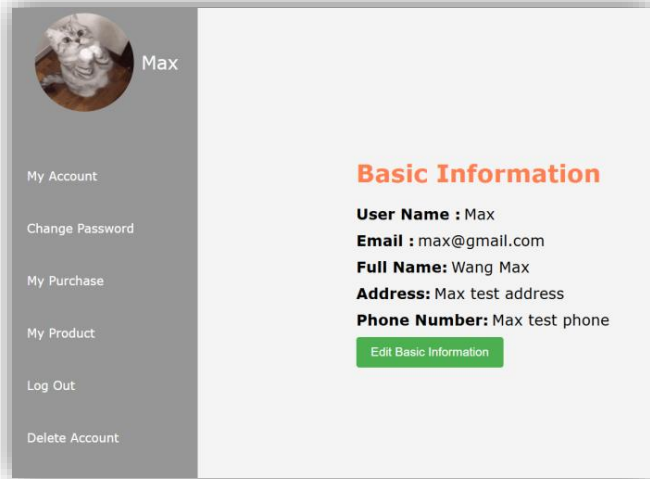 Max
My Account
Change Password
My Purchase
My Product
Log Out
Delete Account
Basic Information
User Name : Max
Email : max@gmail.com
Full Name: Wang Max
Address: Max test address
Phone Number: Max test phone
Edit Basic Information